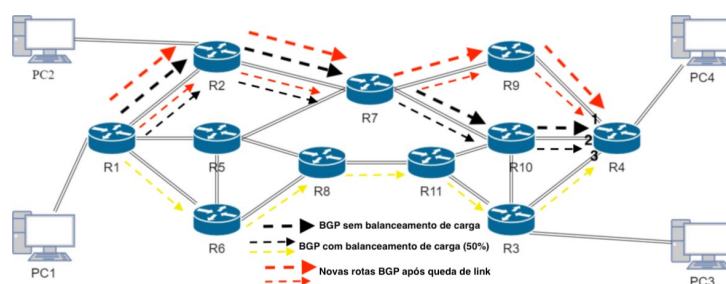 PC2
R2
R9
PC4
R7
1
2
3
R1
R5
R8
R11
R10
R4
R6
R3
PC1
PC3
BGP sem balanceamento de carga
BGP com balanceamento de carga (50%)
Novas rotas BGP após queda de link